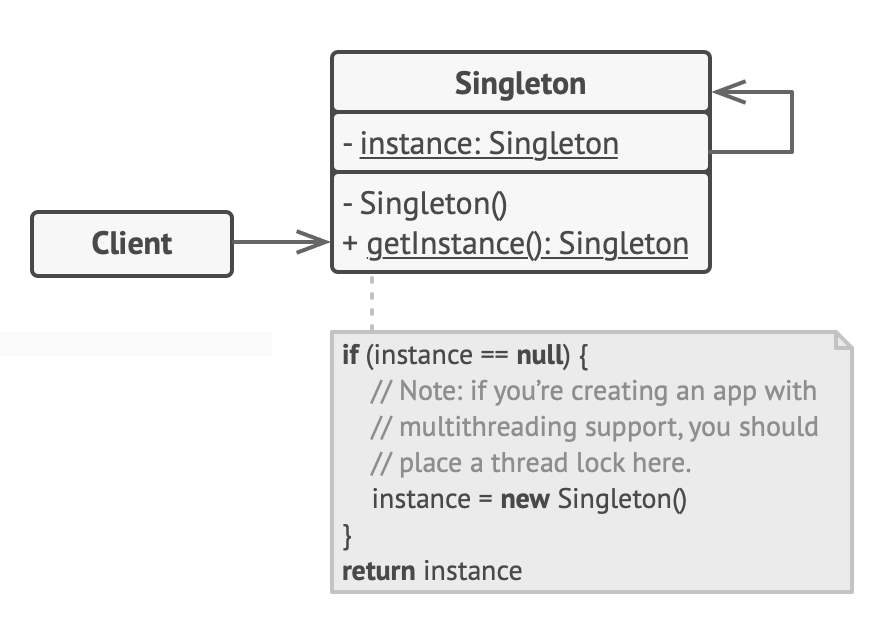 Singleton
- instance: Singleton
- Singleton()
+ getInstance(): Singleton
Client
if (instance == null) {
// Note: if you’re creating an app with
// multithreading support, you should
// place a thread lock here.
instance = new Singleton()
}
return instance